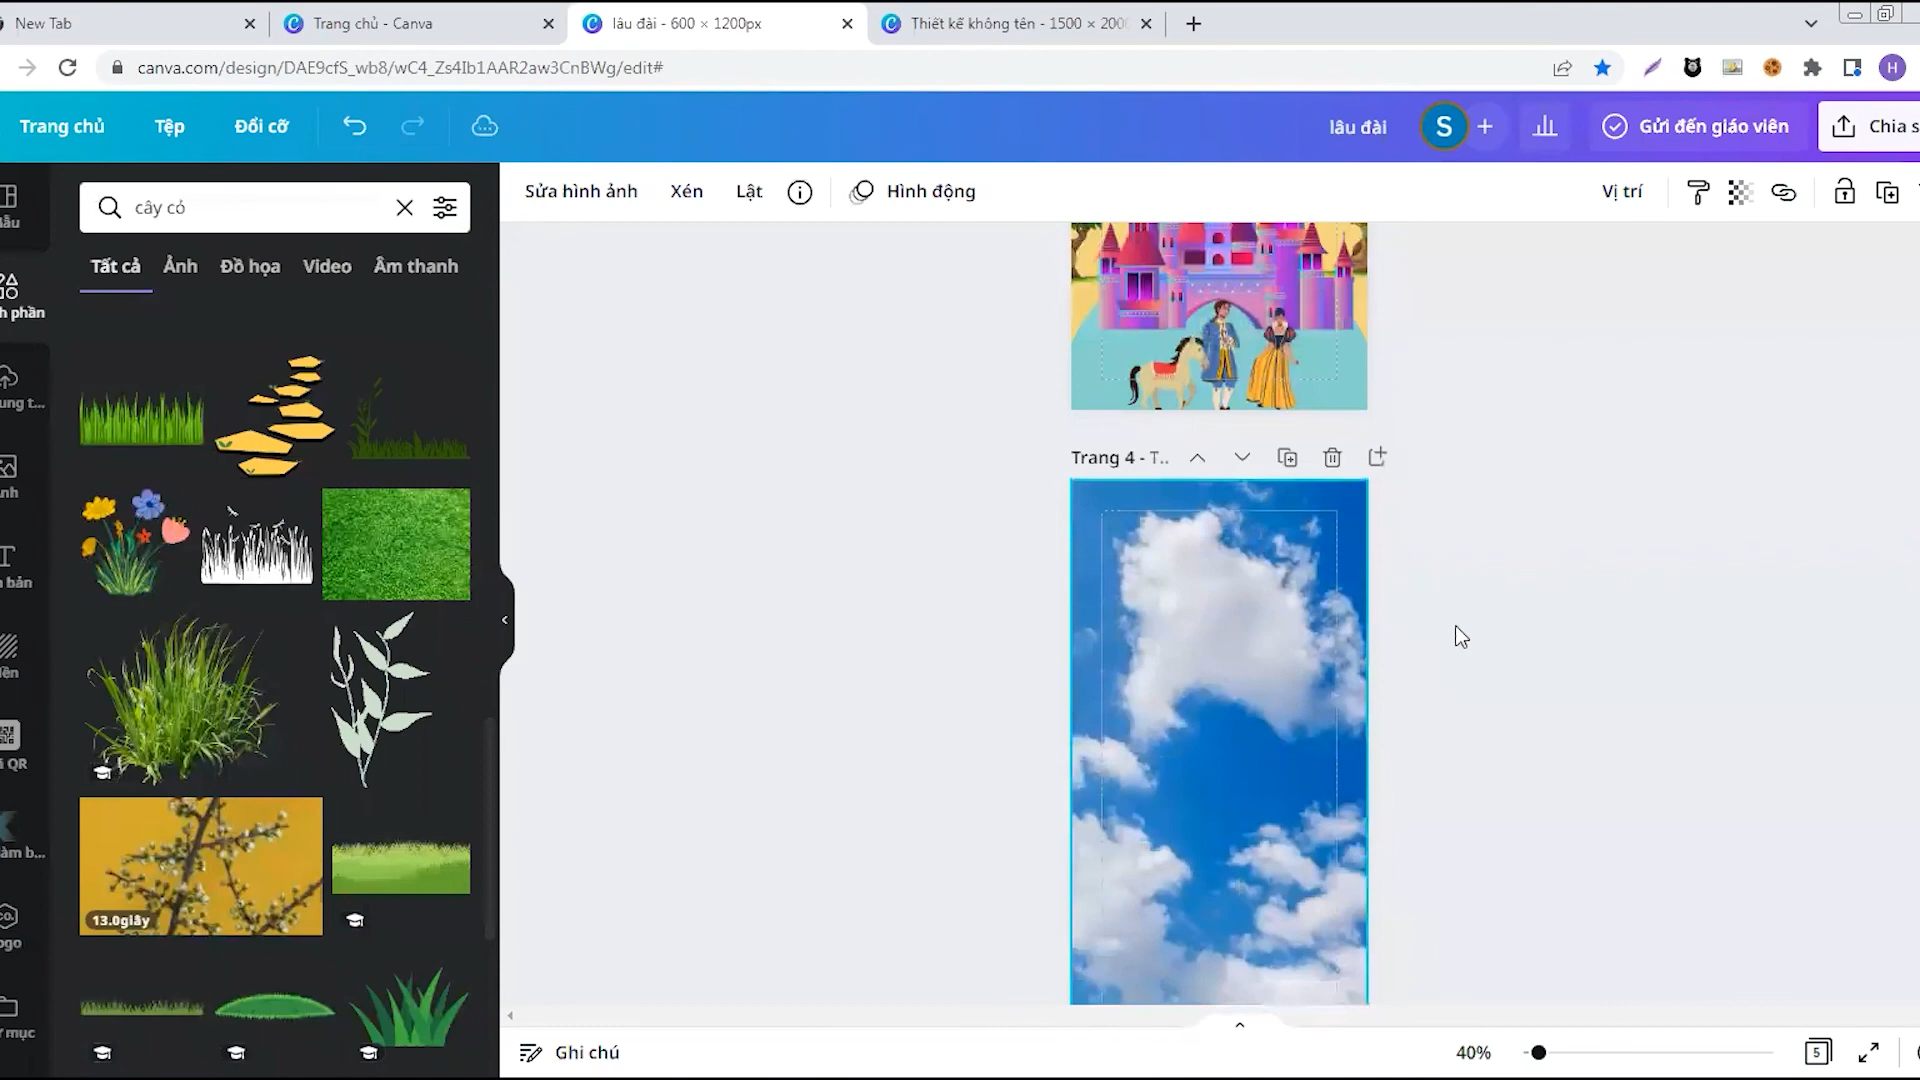 New Tab
Trang chủ - Canva
lâu đài - 600 × 1200px
Thiết kế không tên - 1500 × 200
canva.com/design/DAE9cfS_wb8/wC4_Zs4Ib1AAR2aw3CnBWg/edit#
H
Trang chủ
Tệp
Đổi cỡ
lâu đài
S
Gửi đến giáo viên
Chia s
cây cỏ
Sửa hình ảnh
Xén
Lật
Hình động
Vị trí
Tất cả
Ảnh
Đồ họa
Video
Âm thanh
ẫu
h phần
ung t...
nh
n bản
ền
ã QR
àm b...
ogo
ư mục
co.
13.0giây
Trang 4 - T..
Ghi chú
40%
5